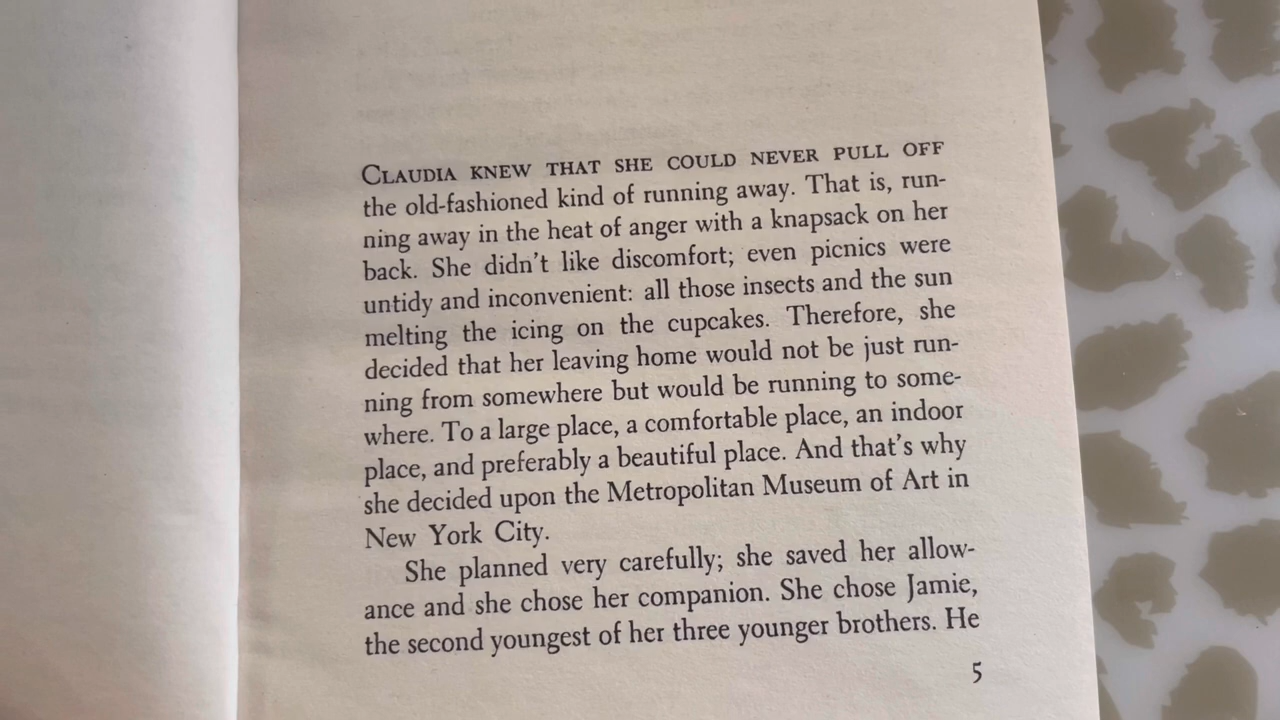 CLAUDIA KNEW THAT SHE COULD NEVER PULL OFF
the old-fashioned kind of running away. That is, run-
ning away in the heat of anger with a knapsack on her
back. She didn't like discomfort; even picnics were
untidy and inconvenient: all those insects and the sun
melting the icing on the cupcakes. Therefore, she
decided that her leaving home would not be just run-
ning from somewhere but would be running to some-
where. To a large place, a comfortable place, an indoor
place, and preferably a beautiful place. And that's why
she decided upon the Metropolitan Museum of Art in
New York City.
She planned very carefully; she saved her allow-
ance and she chose her companion. She chose Jamie,
the second youngest of her three younger brothers. He
5